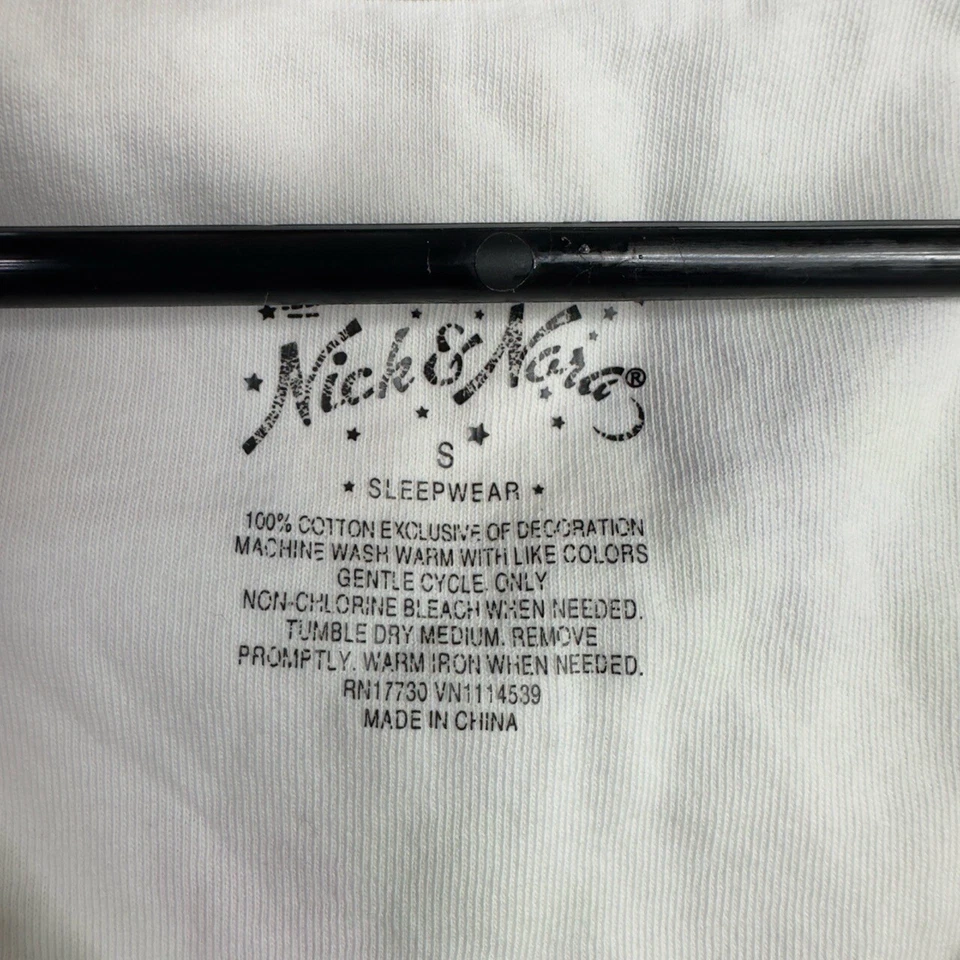 Nick & Nora®
S
★ SLEEPWEAR ★
100% COTTON EXCLUSIVE OF DECORATION
MACHINE WASH WARM WITH LIKE COLORS
GENTLE CYCLE. ONLY
NON-CHLORINE BLEACH WHEN NEEDED.
TUMBLE DRY MEDIUM. REMOVE
PROMPTLY. WARM IRON WHEN NEEDED.
RN17730 VN1114539
MADE IN CHINA